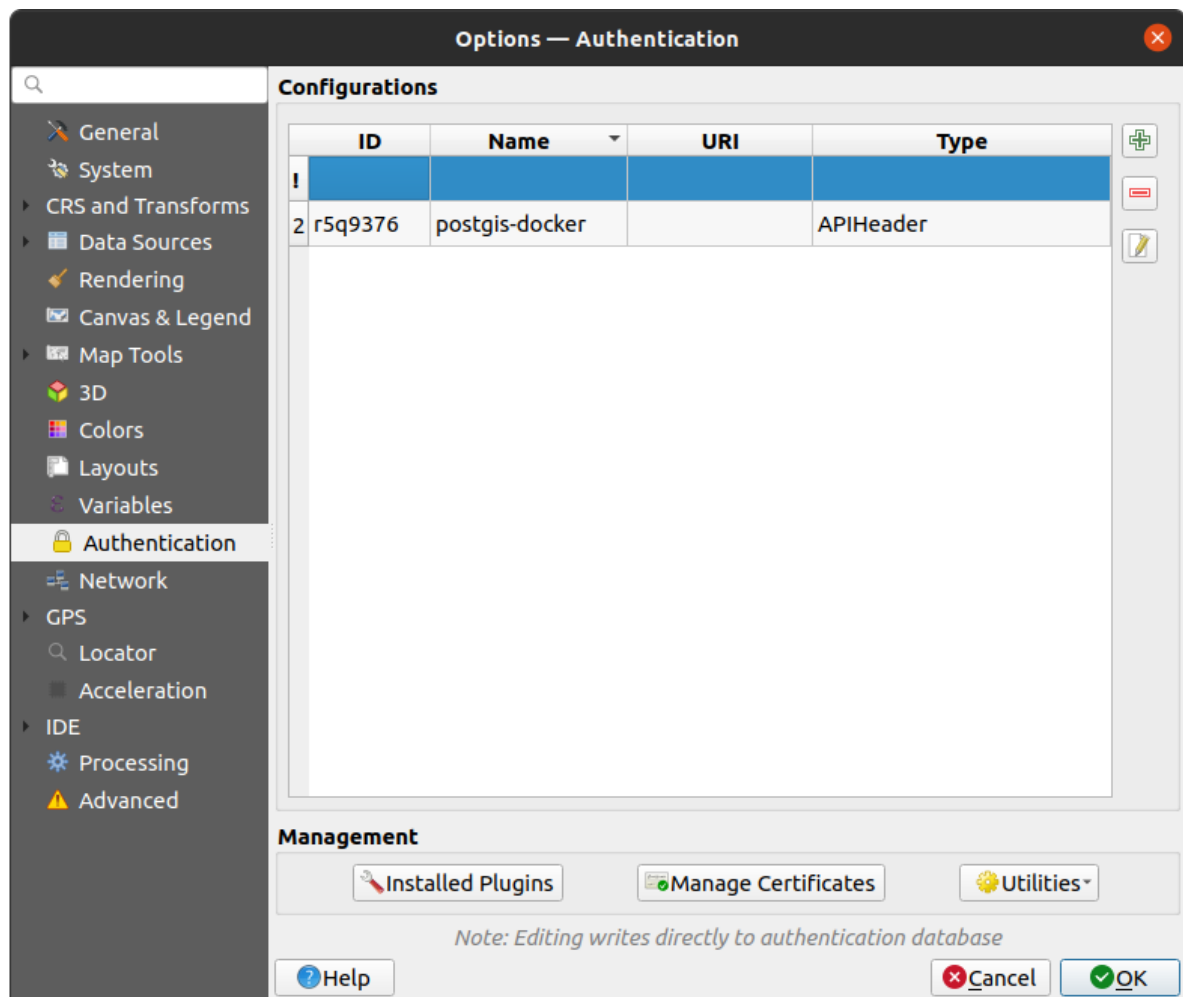 Options — Authentication
Configurations
General
System
CRS and Transforms
Data Sources
Rendering
Canvas & Legend
Map Tools
3D
Colors
Layouts
Variables
Authentication
Network
GPS
Locator
Acceleration
IDE
Processing
Advanced
ID Name URI Type
!
2 r5q9376 postgis-docker APIHeader
Management
Installed Plugins Manage Certificates Utilities
Note: Editing writes directly to authentication database
Help Cancel OK